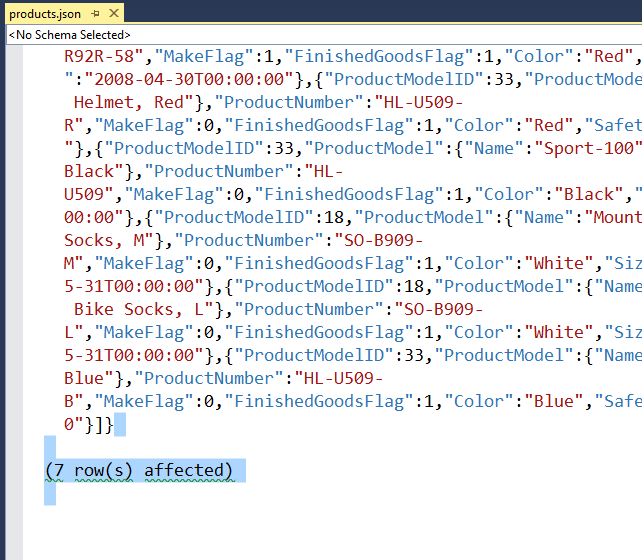 products.json
<No Schema Selected>
R92R-58","MakeFlag":1,"FinishedGoodsFlag":1,"Color":"Red",
":"2008-04-30T00:00:00"},{"ProductModelID":33,"ProductMode
Helmet, Red"},"ProductNumber":"HL-U509-
R","MakeFlag":0,"FinishedGoodsFlag":1,"Color":"Red","Safet
"},{"ProductModelID":33,"ProductModel":{"Name":"Sport-100"
Black"},"ProductNumber":"HL-
U509","MakeFlag":0,"FinishedGoodsFlag":1,"Color":"Black","
00:00"},{"ProductModelID":18,"ProductModel":{"Name":"Mount
Socks, M"},"ProductNumber":"SO-B909-
M","MakeFlag":0,"FinishedGoodsFlag":1,"Color":"White","Siz
5-31T00:00:00"},{"ProductModelID":18,"ProductModel":{"Name
Bike Socks, L"},"ProductNumber":"SO-B909-
L","MakeFlag":0,"FinishedGoodsFlag":1,"Color":"White","Siz
5-31T00:00:00"},{"ProductModelID":33,"ProductModel":{"Name
Blue"},"ProductNumber":"HL-U509-
B","MakeFlag":0,"FinishedGoodsFlag":1,"Color":"Blue","Safe
0"}]}
(7 row(s) affected)